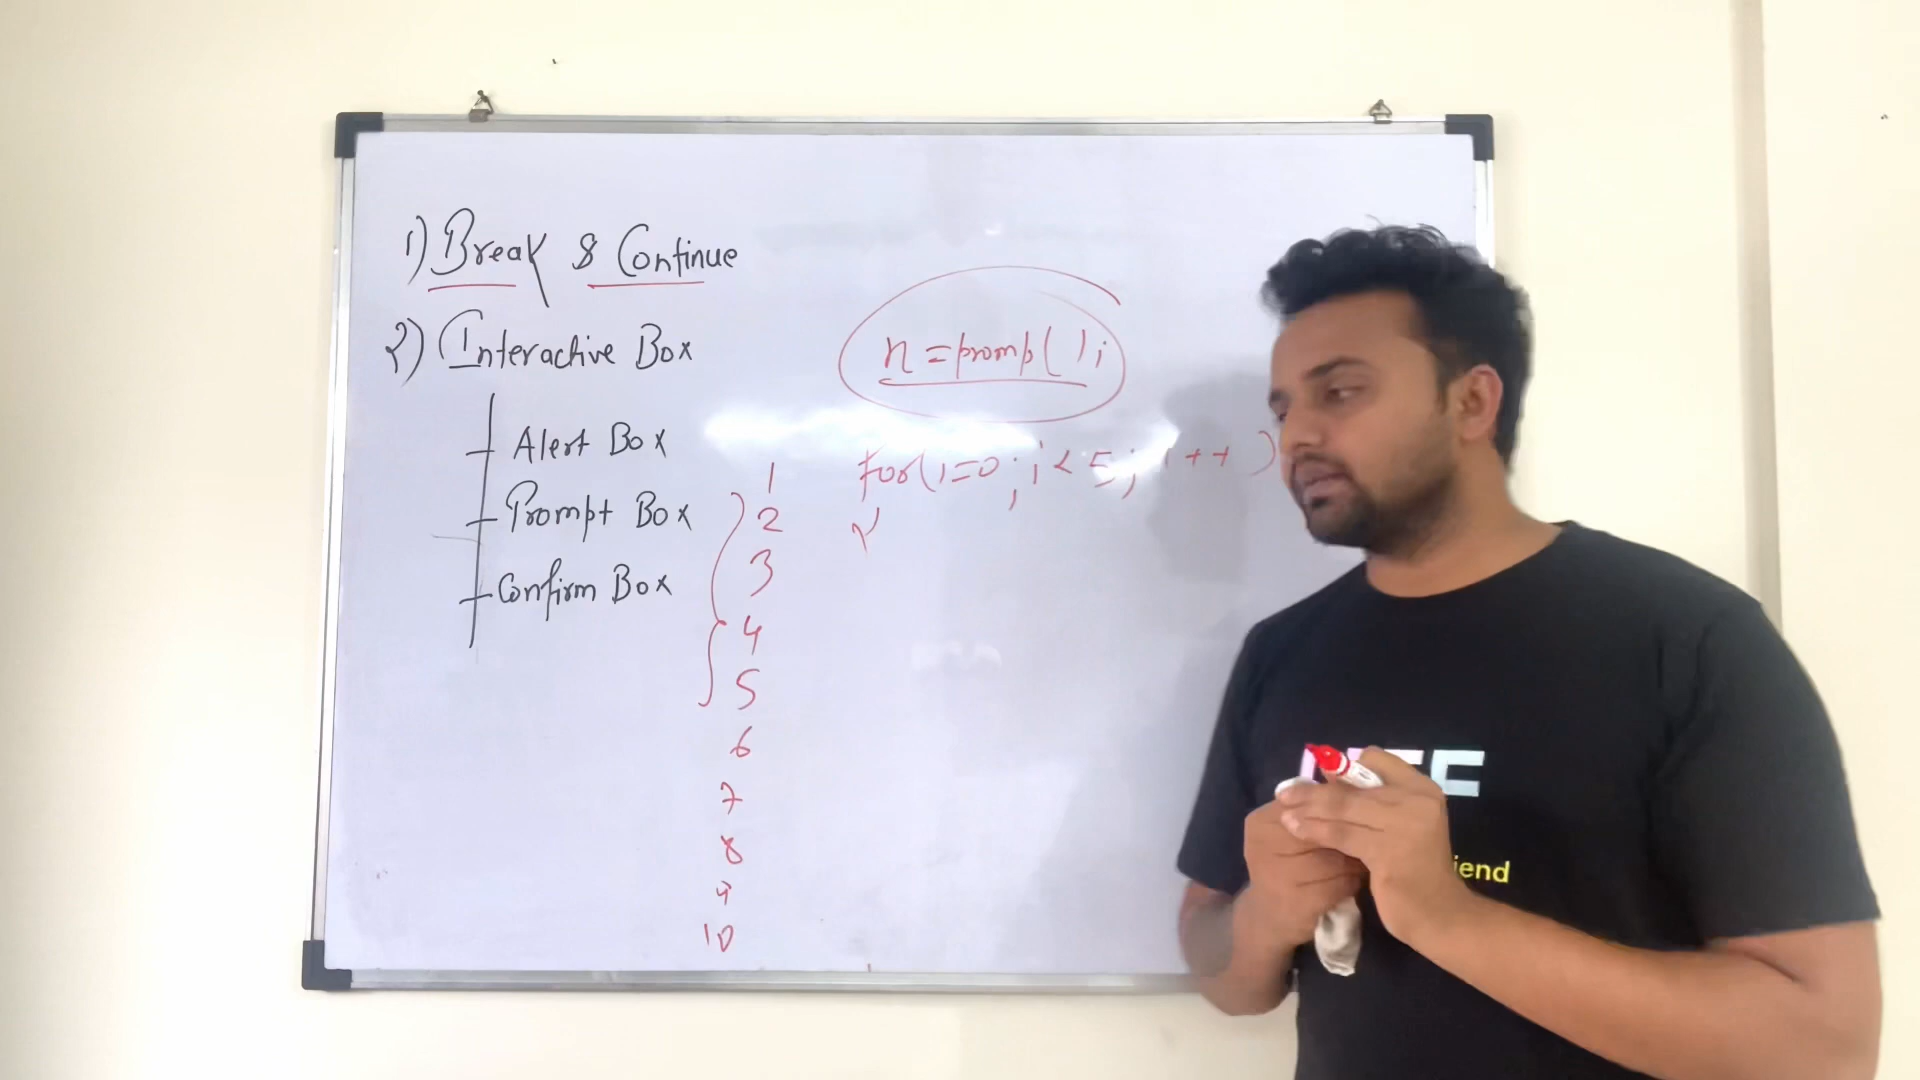 1) Break & Continue
2) Interactive Box
Alert Box
Prompt Box
Confirm Box
n = promp( );
for(i=0; i<5; i++)
{
1
2
3
4
5
6
7
8
9
10
iend